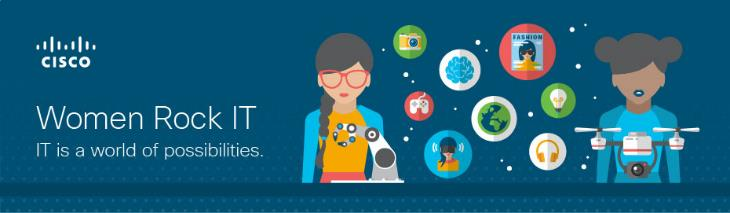 CISCO
Women Rock IT
IT is a world of possibilities.
FASHION